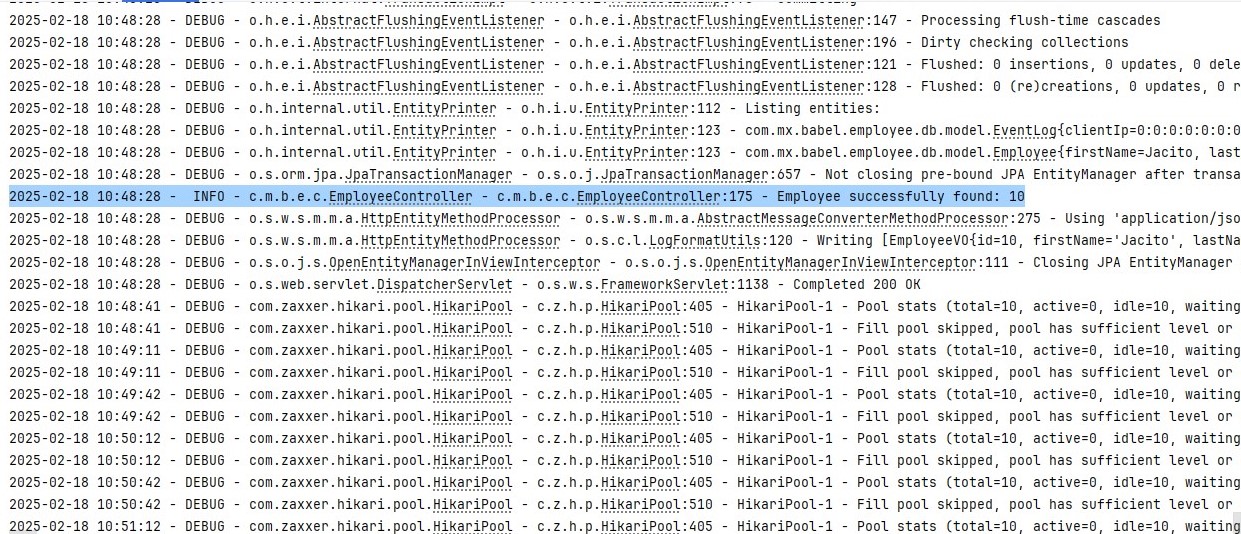 2025-02-18 10:48:28 - DEBUG - o.h.e.i.AbstractFlushingEventListener - o.h.e.i.AbstractFlushingEventListener:147 - Processing flush-time cascades
2025-02-18 10:48:28 - DEBUG - o.h.e.i.AbstractFlushingEventListener - o.h.e.i.AbstractFlushingEventListener:196 - Dirty checking collections
2025-02-18 10:48:28 - DEBUG - o.h.e.i.AbstractFlushingEventListener - o.h.e.i.AbstractFlushingEventListener:121 - Flushed: 0 insertions, 0 updates, 0 dele
2025-02-18 10:48:28 - DEBUG - o.h.e.i.AbstractFlushingEventListener - o.h.e.i.AbstractFlushingEventListener:128 - Flushed: 0 (re)creations, 0 updates, 0 r
2025-02-18 10:48:28 - DEBUG - o.h.internal.util.EntityPrinter - o.h.i.u.EntityPrinter:112 - Listing entities:
2025-02-18 10:48:28 - DEBUG - o.h.internal.util.EntityPrinter - o.h.i.u.EntityPrinter:123 - com.mx.babel.employee.db.model.EventLog{clientIp=0:0:0:0:0:0:0
2025-02-18 10:48:28 - DEBUG - o.h.internal.util.EntityPrinter - o.h.i.u.EntityPrinter:123 - com.mx.babel.employee.db.model.Employee{firstName=Jacito, last
2025-02-18 10:48:28 - DEBUG - o.s.orm.jpa.JpaTransactionManager - o.s.o.j.JpaTransactionManager:657 - Not closing pre-bound JPA EntityManager after transa
2025-02-18 10:48:28 -  INFO - c.m.b.e.c.EmployeeController - c.m.b.e.c.EmployeeController:175 - Employee successfully found: 10
2025-02-18 10:48:28 - DEBUG - o.s.w.s.m.m.a.HttpEntityMethodProcessor - o.s.w.s.m.m.a.AbstractMessageConverterMethodProcessor:275 - Using 'application/jso
2025-02-18 10:48:28 - DEBUG - o.s.w.s.m.m.a.HttpEntityMethodProcessor - o.s.c.l.LogFormatUtils:120 - Writing [EmployeeVO{id=10, firstName='Jacito', lastNa
2025-02-18 10:48:28 - DEBUG - o.s.o.j.s.OpenEntityManagerInViewInterceptor - o.s.o.j.s.OpenEntityManagerInViewInterceptor:111 - Closing JPA EntityManager
2025-02-18 10:48:28 - DEBUG - o.s.web.servlet.DispatcherServlet - o.s.w.s.FrameworkServlet:1138 - Completed 200 OK
2025-02-18 10:48:41 - DEBUG - com.zaxxer.hikari.pool.HikariPool - c.z.h.p.HikariPool:405 - HikariPool-1 - Pool stats (total=10, active=0, idle=10, waiting
2025-02-18 10:48:41 - DEBUG - com.zaxxer.hikari.pool.HikariPool - c.z.h.p.HikariPool:510 - HikariPool-1 - Fill pool skipped, pool has sufficient level or
2025-02-18 10:49:11 - DEBUG - com.zaxxer.hikari.pool.HikariPool - c.z.h.p.HikariPool:405 - HikariPool-1 - Pool stats (total=10, active=0, idle=10, waiting
2025-02-18 10:49:11 - DEBUG - com.zaxxer.hikari.pool.HikariPool - c.z.h.p.HikariPool:510 - HikariPool-1 - Fill pool skipped, pool has sufficient level or
2025-02-18 10:49:42 - DEBUG - com.zaxxer.hikari.pool.HikariPool - c.z.h.p.HikariPool:405 - HikariPool-1 - Pool stats (total=10, active=0, idle=10, waiting
2025-02-18 10:49:42 - DEBUG - com.zaxxer.hikari.pool.HikariPool - c.z.h.p.HikariPool:510 - HikariPool-1 - Fill pool skipped, pool has sufficient level or
2025-02-18 10:50:12 - DEBUG - com.zaxxer.hikari.pool.HikariPool - c.z.h.p.HikariPool:405 - HikariPool-1 - Pool stats (total=10, active=0, idle=10, waiting
2025-02-18 10:50:12 - DEBUG - com.zaxxer.hikari.pool.HikariPool - c.z.h.p.HikariPool:510 - HikariPool-1 - Fill pool skipped, pool has sufficient level or
2025-02-18 10:50:42 - DEBUG - com.zaxxer.hikari.pool.HikariPool - c.z.h.p.HikariPool:405 - HikariPool-1 - Pool stats (total=10, active=0, idle=10, waiting
2025-02-18 10:50:42 - DEBUG - com.zaxxer.hikari.pool.HikariPool - c.z.h.p.HikariPool:510 - HikariPool-1 - Fill pool skipped, pool has sufficient level or
2025-02-18 10:51:12 - DEBUG - com.zaxxer.hikari.pool.HikariPool - c.z.h.p.HikariPool:405 - HikariPool-1 - Pool stats (total=10, active=0, idle=10, waiting